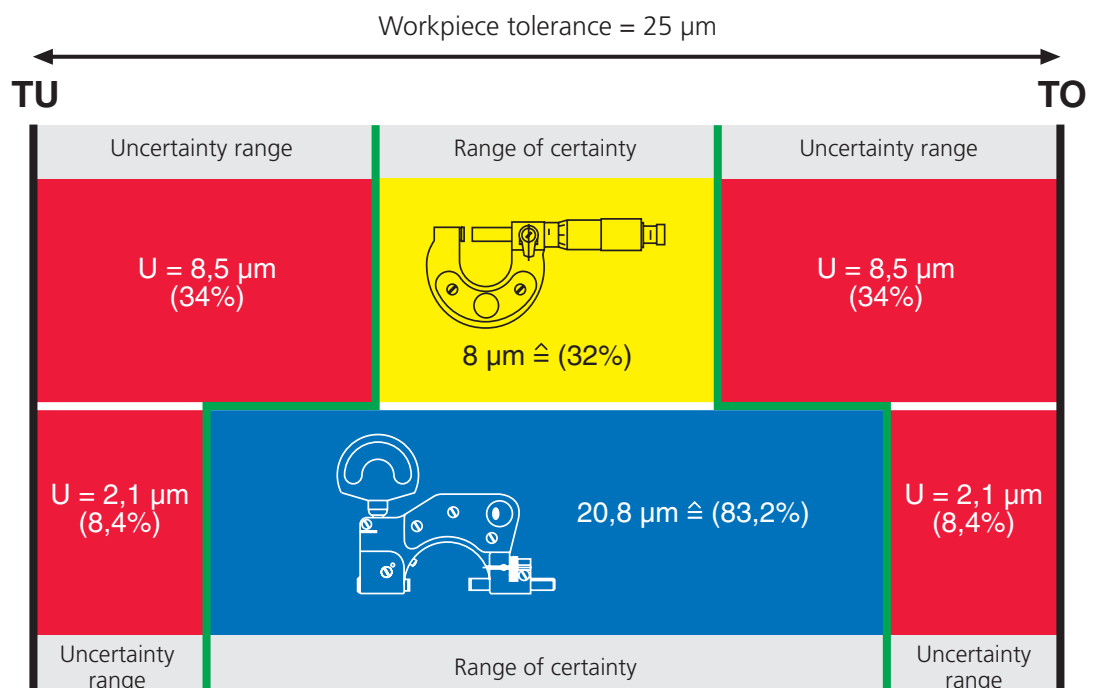 Workpiece tolerance = 25 µm
TU
TO
Uncertainty range
Range of certainty
Uncertainty range
U = 8,5 µm
(34%)
8 µm ≙ (32%)
U = 8,5 µm
(34%)
U = 2,1 µm
(8,4%)
20,8 µm ≙ (83,2%)
U = 2,1 µm
(8,4%)
Uncertainty
range
Range of certainty
Uncertainty
range